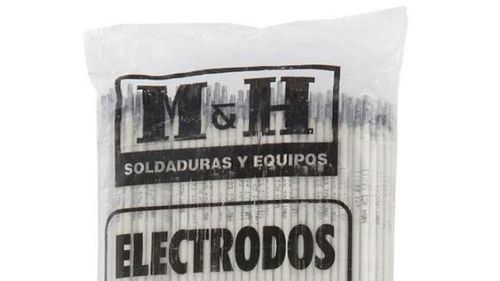 M&H.
SOLDADURAS Y EQUIPOS
ELECTRODOS